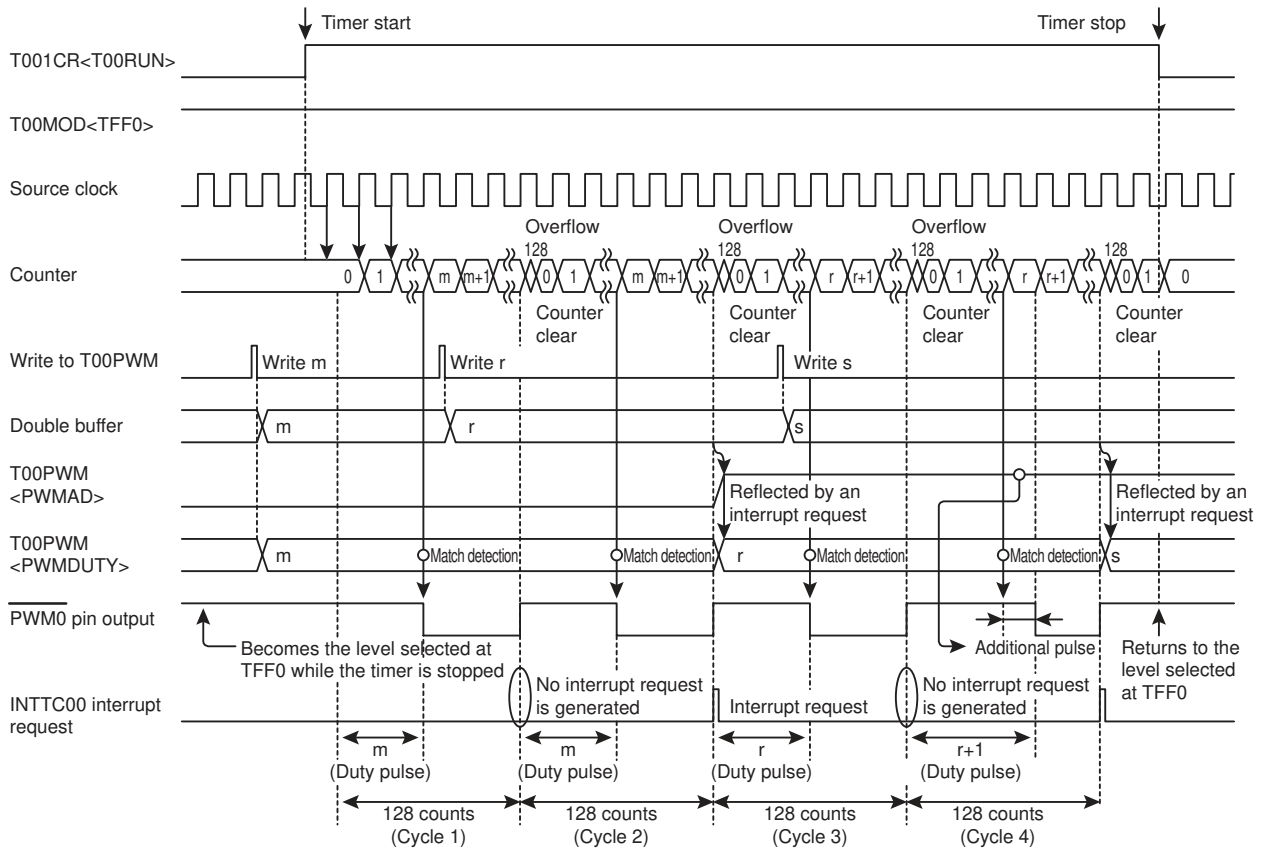 Timer start
Timer stop
T001CR<T00RUN>
T00MOD<TFF0>
Source clock
Overflow
Overflow
Overflow
128
128
128
128
Counter
0 1 m m+1 0 1 m m+1 0 1 r r+1 0 1 r r+1 0 1 0
Counter
clear
Counter
clear
Counter
clear
Counter
clear
Write to T00PWM
Write m
Write r
Write s
Double buffer
m
r
s
T00PWM
<PWMAD>
Reflected by an
interrupt request
Reflected by an
interrupt request
T00PWM
<PWMDUTY>
m
Match detection
Match detection
r
Match detection
Match detection
s
PWM0 pin output
Becomes the level selected at
TFF0 while the timer is stopped
Additional pulse
Returns to the
level selected
at TFF0
INTTC00 interrupt
request
No interrupt request
is generated
Interrupt request
No interrupt request
is generated
m
(Duty pulse)
m
(Duty pulse)
r
(Duty pulse)
r+1
(Duty pulse)
128 counts
(Cycle 1)
128 counts
(Cycle 2)
128 counts
(Cycle 3)
128 counts
(Cycle 4)